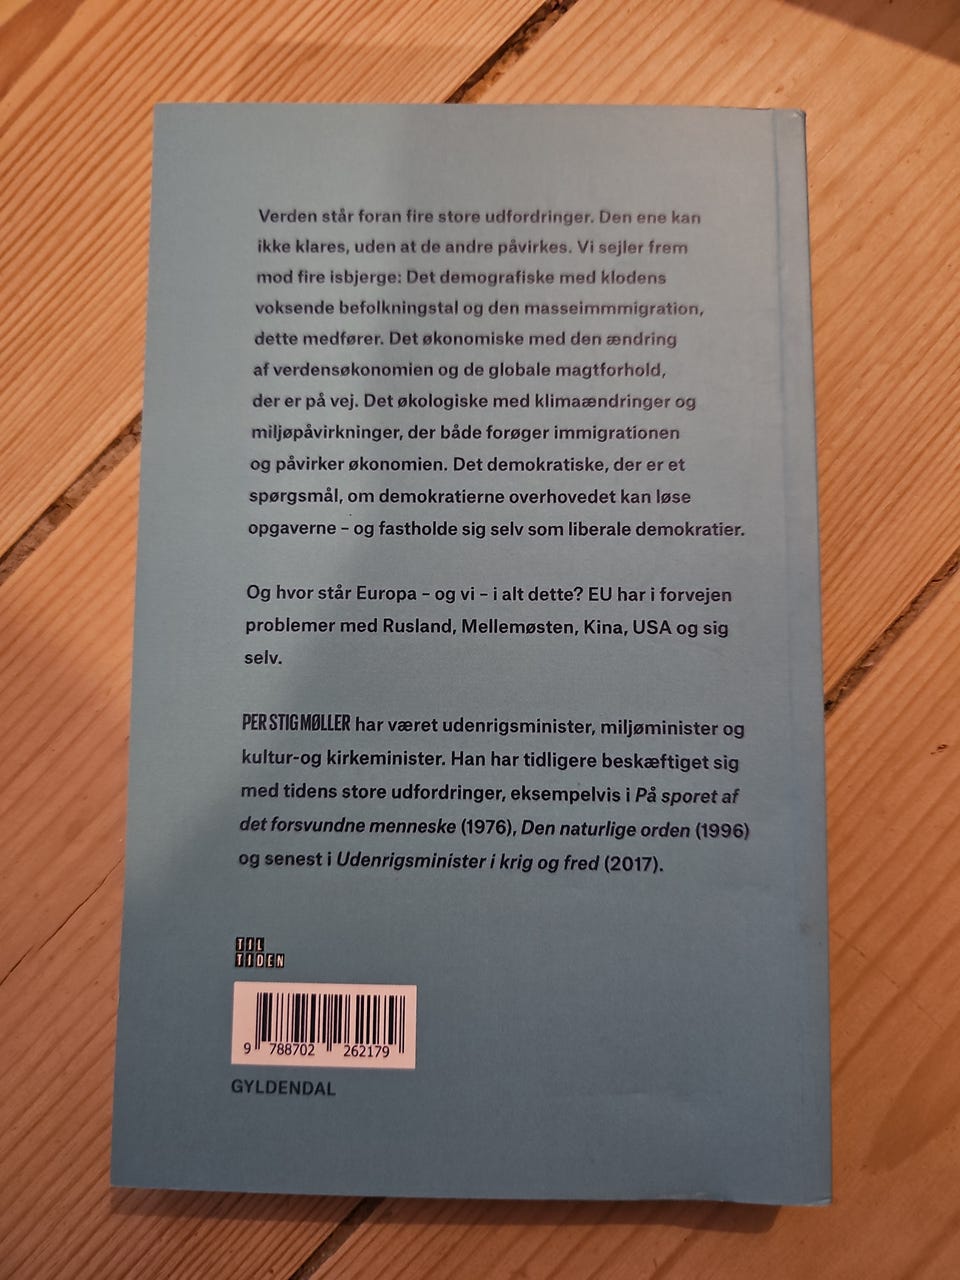 Verden står foran fire store udfordringer. Den ene kan
ikke klares, uden at de andre påvirkes. Vi sejler frem
mod fire isbjerge: Det demografiske med klodens
voksende befolkningstal og den masseimmmigration,
dette medfører. Det økonomiske med den ændring
af verdensøkonomien og de globale magtforhold,
der er på vej. Det økologiske med klimaændringer og
miljøpåvirkninger, der både forøger immigrationen
og påvirker økonomien. Det demokratiske, der er et
spørgsmål, om demokratierne overhovedet kan løse
opgaverne – og fastholde sig selv som liberale demokratier.
Og hvor står Europa – og vi – i alt dette? EU har i forvejen
problemer med Rusland, Mellemøsten, Kina, USA og sig
selv.
PER STIG MØLLER har været udenrigsminister, miljøminister og
kultur-og kirkeminister. Han har tidligere beskæftiget sig
med tidens store udfordringer, eksempelvis i På sporet af
det forsvundne menneske (1976), Den naturlige orden (1996)
og senest i Udenrigsminister i krig og fred (2017).
TIL
TIDEN
9 788702 262179
GYLDENDAL